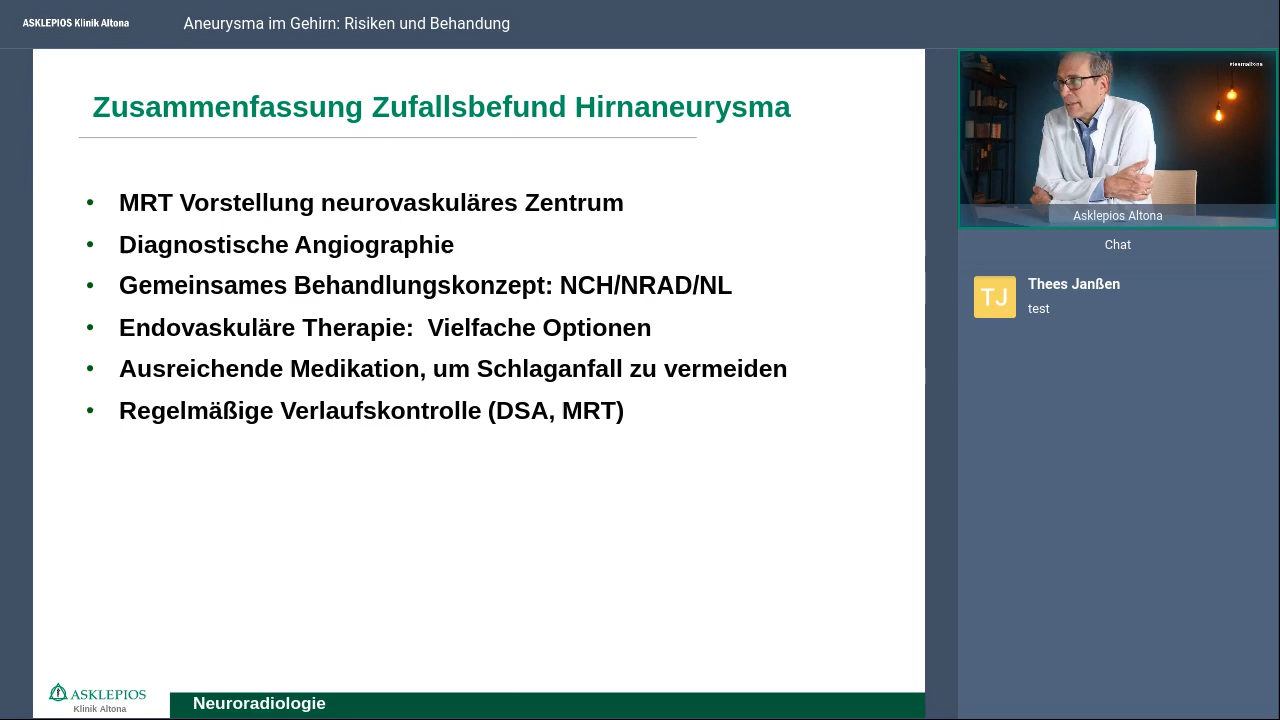 ASKLEPIOS Klinik Altona
Aneurysma im Gehirn: Risiken und Behandung
Zusammenfassung Zufallsbefund Hirnaneurysma
• MRT Vorstellung neurovaskuläres Zentrum
• Diagnostische Angiographie
• Gemeinsames Behandlungskonzept: NCH/NRAD/NL
• Endovaskuläre Therapie:  Vielfache Optionen
• Ausreichende Medikation, um Schlaganfall zu vermeiden
• Regelmäßige Verlaufskontrolle (DSA, MRT)
ASKLEPIOS
Klinik Altona
Neuroradiologie
#teamaltona
Asklepios Altona
Chat
TJ
Thees Janßen
test